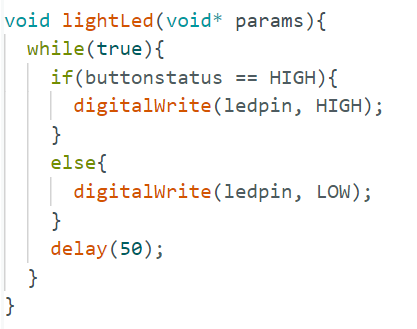 void lightLed(void* params){
  while(true){
    if(buttonstatus == HIGH){
      digitalWrite(ledpin, HIGH);
    }
    else{
      digitalWrite(ledpin, LOW);
    }
    delay(50);
  }
}